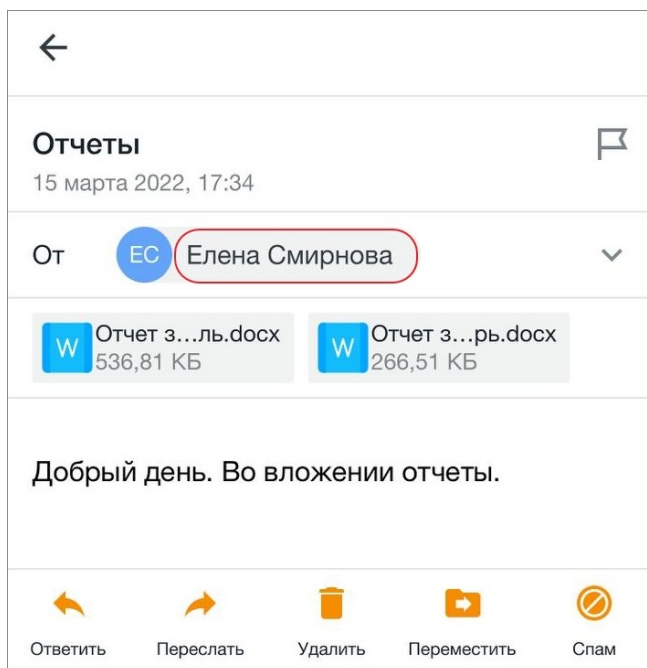 Отчеты
15 марта 2022, 17:34
От ЕС Елена Смирнова
W Отчет з...ль.docx W Отчет з...рь.docx
536,81 КБ 266,51 КБ
Добрый день. Во вложении отчеты.
Ответить Переслать Удалить Переместить Спам